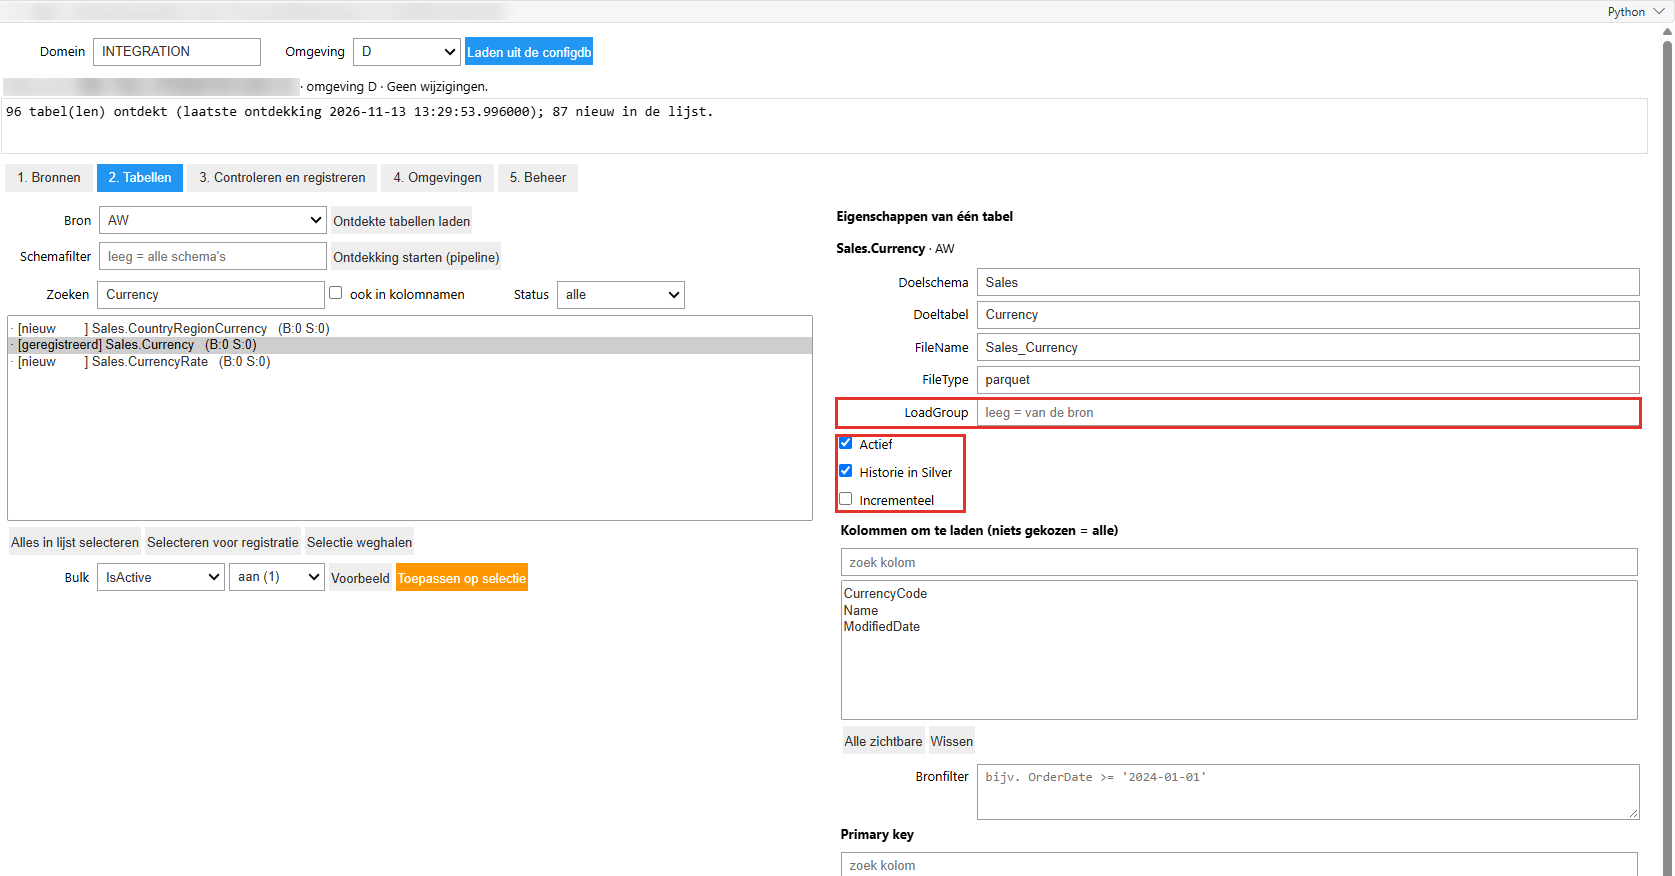 Python
Domein INTEGRATION Omgeving D Laden uit de configdb
· omgeving D · Geen wijzigingen.
96 tabel(len) ontdekt (laatste ontdekking 2026-11-13 13:29:53.996000); 87 nieuw in de lijst.
1. Bronnen 2. Tabellen 3. Controleren en registreren 4. Omgevingen 5. Beheer
Bron AW Ontdekte tabellen laden
Schemafilter leeg = alle schema's Ontdekking starten (pipeline)
Zoeken Currency ook in kolomnamen Status alle
· [nieuw ] Sales.CountryRegionCurrency (B:0 S:0)
· [geregistreerd] Sales.Currency (B:0 S:0)
· [nieuw ] Sales.CurrencyRate (B:0 S:0)
Alles in lijst selecteren Selecteren voor registratie Selectie weghalen
Bulk IsActive aan (1) Voorbeeld Toepassen op selectie
Eigenschappen van één tabel
Sales.Currency · AW
Doelschema Sales
Doeltabel Currency
FileName Sales_Currency
FileType parquet
LoadGroup leeg = van de bron
Actief
Historie in Silver
Incrementeel
Kolommen om te laden (niets gekozen = alle)
zoek kolom
CurrencyCode
Name
ModifiedDate
Alle zichtbare Wissen
Bronfilter bijv. OrderDate >= '2024-01-01'
Primary key
zoek kolom